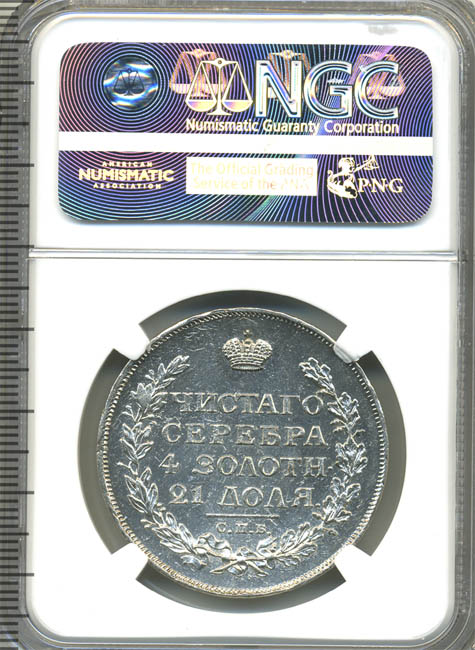 NGC
Numismatic Guaranty Corporation
AMERICAN
NUMISMATIC
ASSOCIATION
The Official Grading
Service of the ANA
PNG
ЧИСТАГО
СЕРЕБРА
4 ЗОЛОТН
21 ДОЛЯ
С.П.Б.